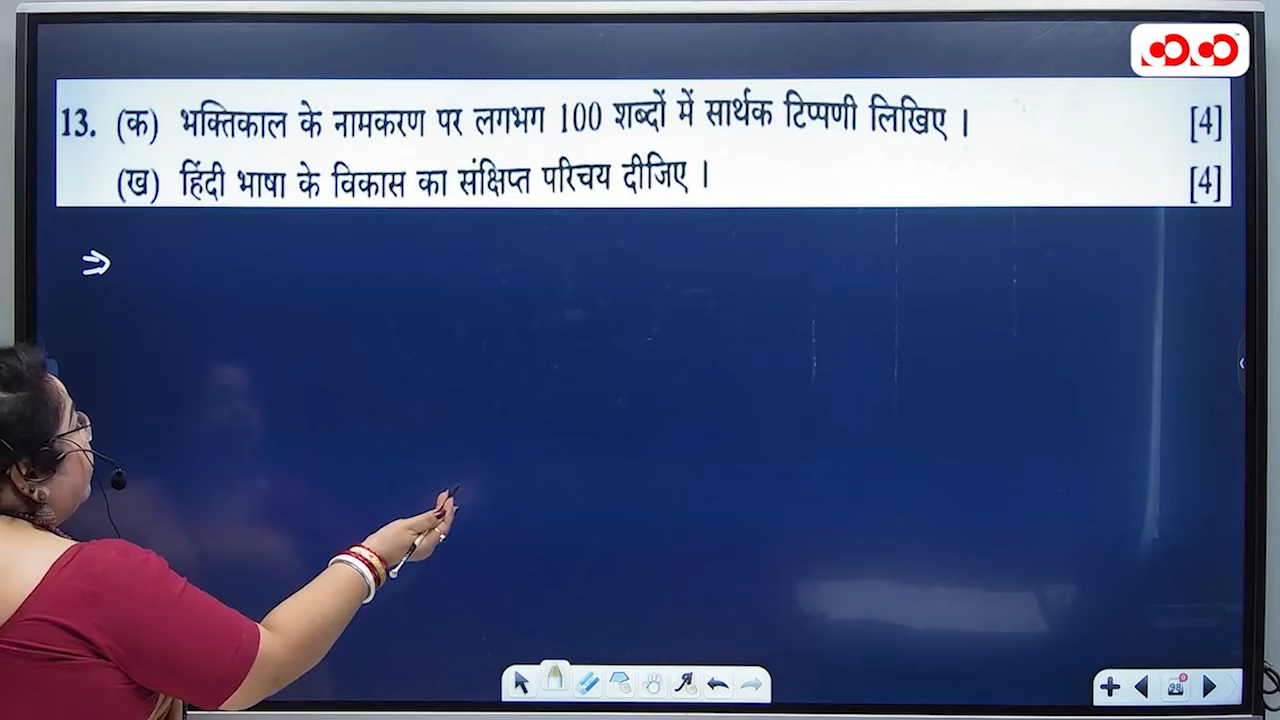 13. (क) भक्तिकाल के नामकरण पर लगभग 100 शब्दों में सार्थक टिप्पणी लिखिए । [4]
(ख) हिंदी भाषा के विकास का संक्षिप्त परिचय दीजिए । [4]
⇒